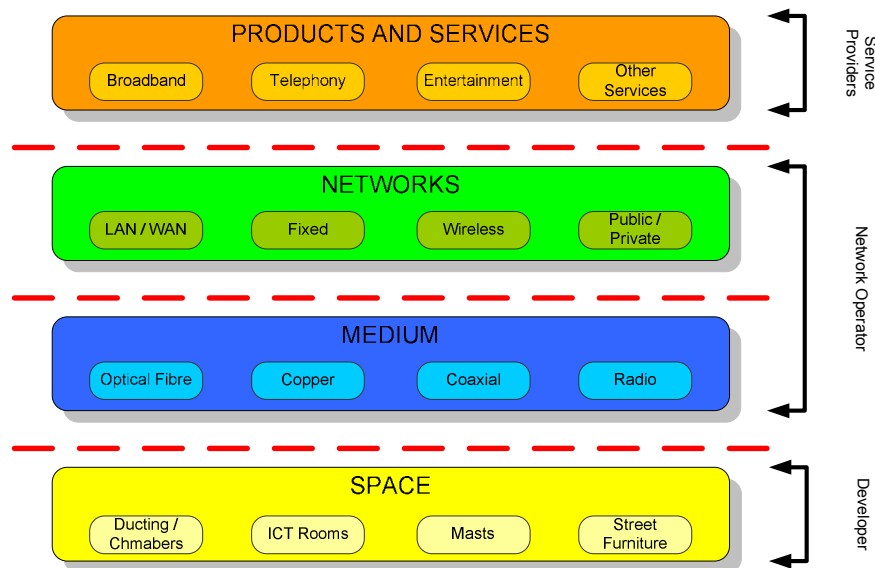 PRODUCTS AND SERVICES
Broadband
Telephony
Entertainment
Other
Services
Service
Providers
NETWORKS
LAN / WAN
Fixed
Wireless
Public /
Private
Network Operator
MEDIUM
Optical Fibre
Copper
Coaxial
Radio
SPACE
Ducting /
Chmabers
ICT Rooms
Masts
Street
Furniture
Developer